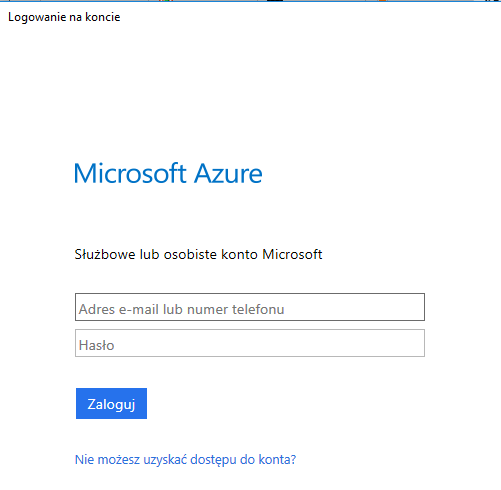 Logowanie na koncie
Microsoft Azure
Służbowe lub osobiste konto Microsoft
Adres e-mail lub numer telefonu
Hasło
Zaloguj
Nie możesz uzyskać dostępu do konta?